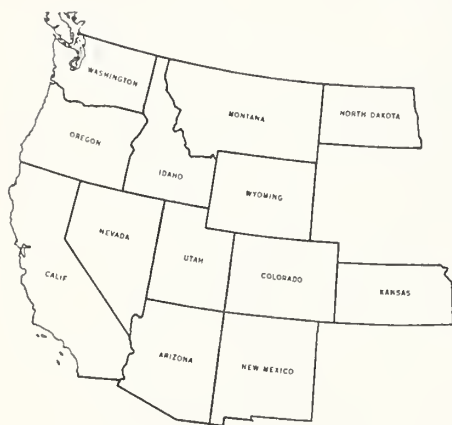 WASHINGTON
MONTANA
NORTH DAKOTA
OREGON
IDAHO
WYOMING
NEVADA
UTAH
CALIF
COLORADO
KANSAS
ARIZONA
NEW MEXICO